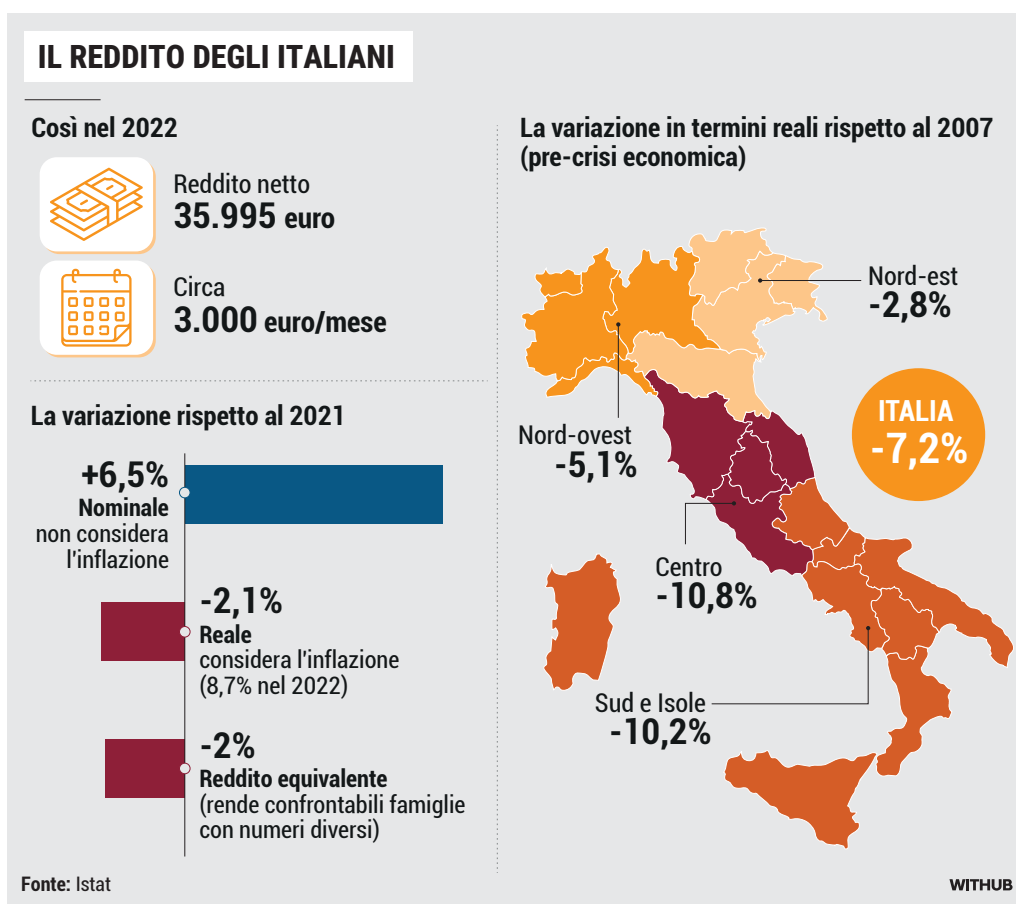 IL REDDITO DEGLI ITALIANI
Così nel 2022
Reddito netto
35.995 euro
Circa
3.000 euro/mese
La variazione rispetto al 2021
+6,5%
Nominale
non considera
l'inflazione
-2,1%
Reale
considera l'inflazione
(8,7% nel 2022)
-2%
Reddito equivalente
(rende confrontabili famiglie
con numeri diversi)
La variazione in termini reali rispetto al 2007
(pre-crisi economica)
Nord-est
-2,8%
ITALIA
-7,2%
Nord-ovest
-5,1%
Centro
-10,8%
Sud e Isole
-10,2%
Fonte: Istat
WITHUB